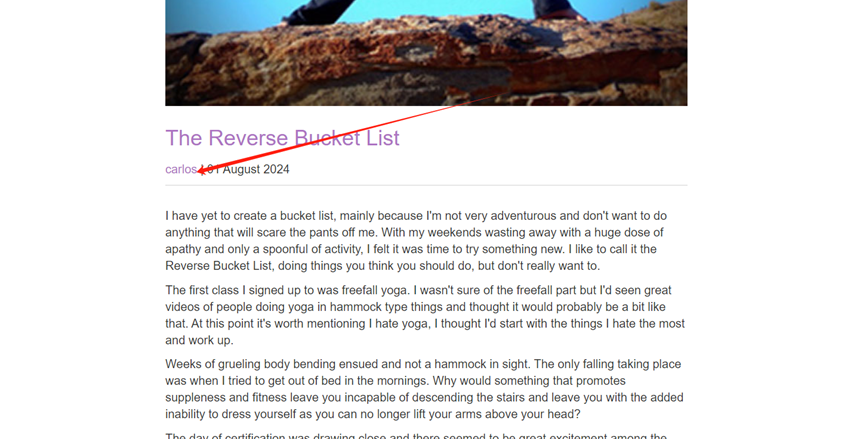 The Reverse Bucket List
carlos | 01 August 2024
I have yet to create a bucket list, mainly because I'm not very adventurous and don't want to do
anything that will scare the pants off me. With my weekends wasting away with a huge dose of
apathy and only a spoonful of activity, I felt it was time to try something new. I like to call it the
Reverse Bucket List, doing things you think you should do, but don't really want to.
The first class I signed up to was freefall yoga. I wasn't sure of the freefall part but I'd seen great
videos of people doing yoga in hammock type things and thought it would probably be a bit like
that. At this point it's worth mentioning I hate yoga, I thought I'd start with the things I hate the most
and work up.
Weeks of grueling body bending ensued and not a hammock in sight. The only falling taking place
was when I tried to get out of bed in the mornings. Why would something that promotes
suppleness and fitness leave you incapable of descending the stairs and leave you with the added
inability to dress yourself as you can no longer lift your arms above your head?
The day of certification was drawing close and there seemed to be great excitement among the